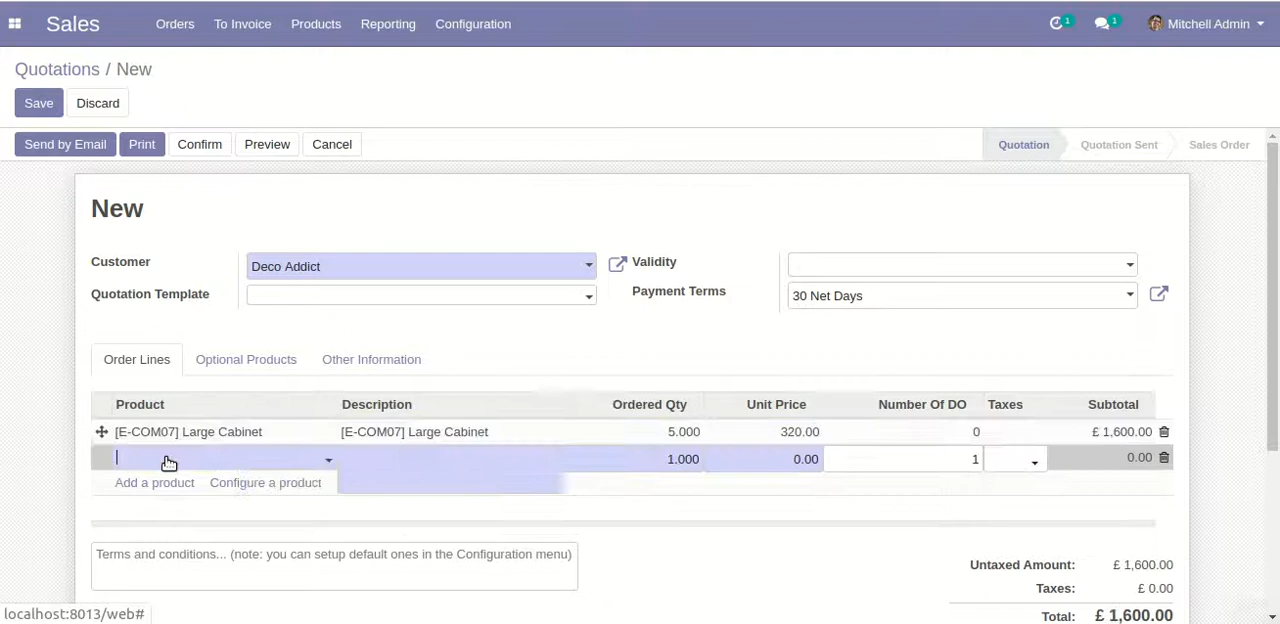 Sales Orders To Invoice Products Reporting Configuration 1 1 Mitchell Admin
Quotations / New
Save Discard
Send by Email Print Confirm Preview Cancel Quotation Quotation Sent Sales Order
New
Customer Deco Addict Validity
Quotation Template Payment Terms 30 Net Days
Order Lines Optional Products Other Information
Product Description Ordered Qty Unit Price Number Of DO Taxes Subtotal
[E-COM07] Large Cabinet [E-COM07] Large Cabinet 5.000 320.00 0 £ 1,600.00
1.000 0.00 1 0.00
Add a product Configure a product
Terms and conditions... (note: you can setup default ones in the Configuration menu)
Untaxed Amount: £ 1,600.00
Taxes: £ 0.00
Total: £ 1,600.00
localhost:8013/web#